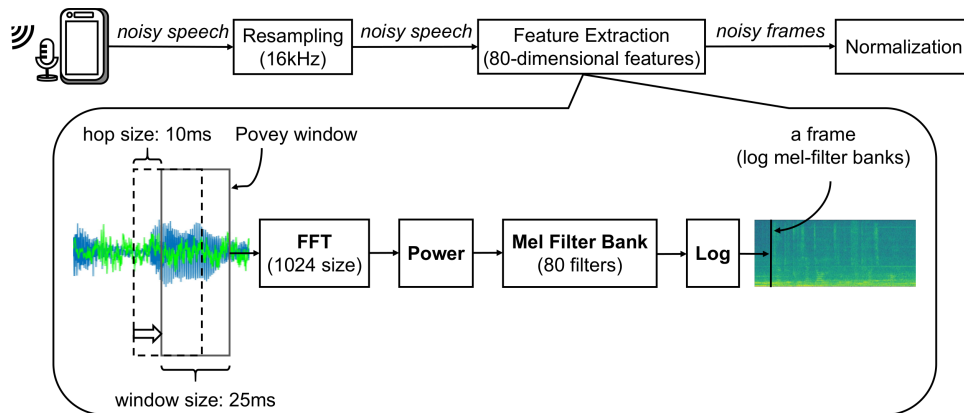 noisy speech
Resampling
(16kHz)
noisy speech
Feature Extraction
(80-dimensional features)
noisy frames
Normalization
hop size: 10ms
Povey window
a frame
(log mel-filter banks)
FFT
(1024 size)
Power
Mel Filter Bank
(80 filters)
Log
window size: 25ms